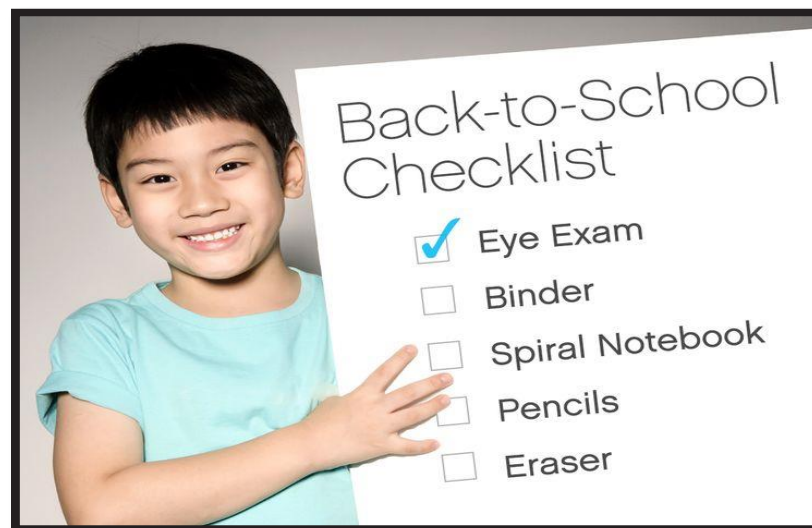 Back-to-School
Checklist
Eye Exam
Binder
Spiral Notebook
Pencils
Eraser